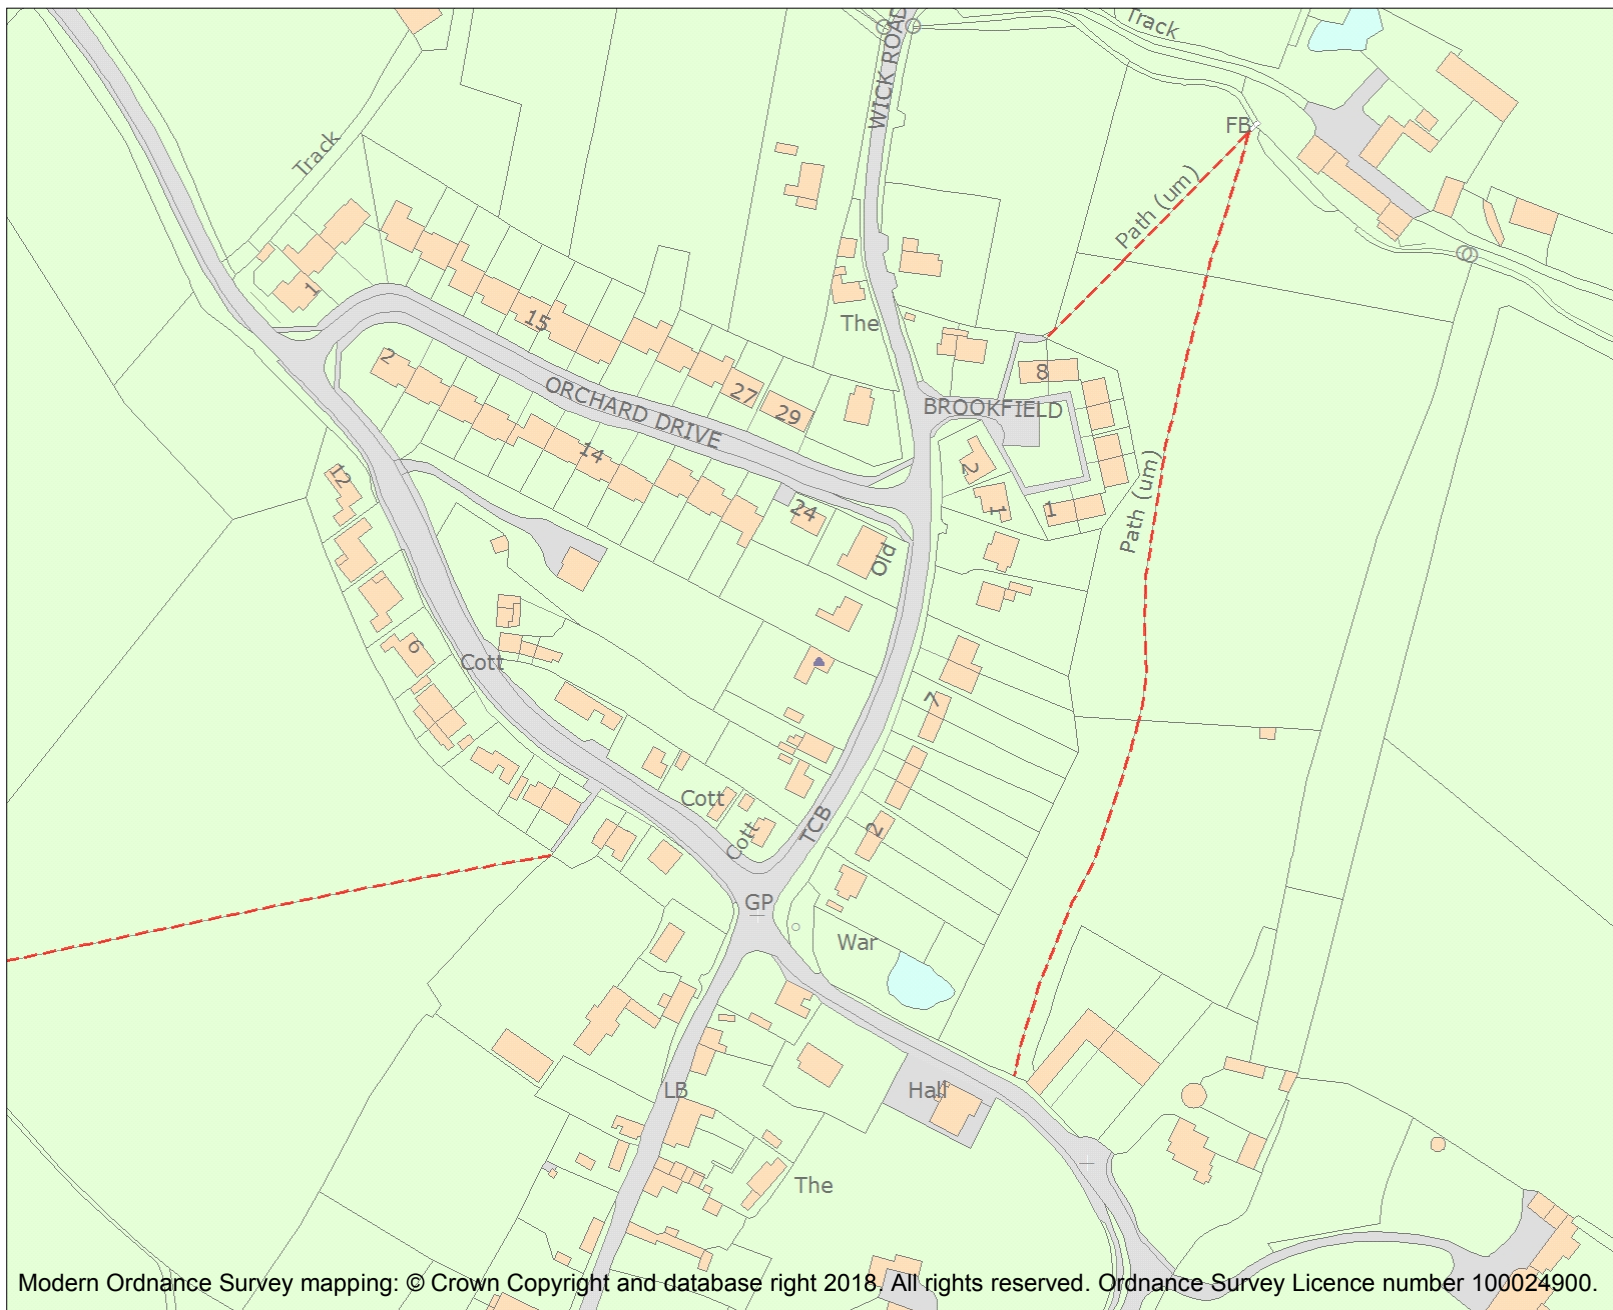 Track
WICK ROAD
FB
Track
Path (um)
1
15
The
2
8
27
29
ORCHARD DRIVE
BROOKFIELD
14
12
2
24
1
1
Path (um)
Old
6
Cott
7
Cott
Cott
TCB
2
GP
War
LB
Hall
The
Modern Ordnance Survey mapping: © Crown Copyright and database right 2018. All rights reserved. Ordnance Survey Licence number 100024900.